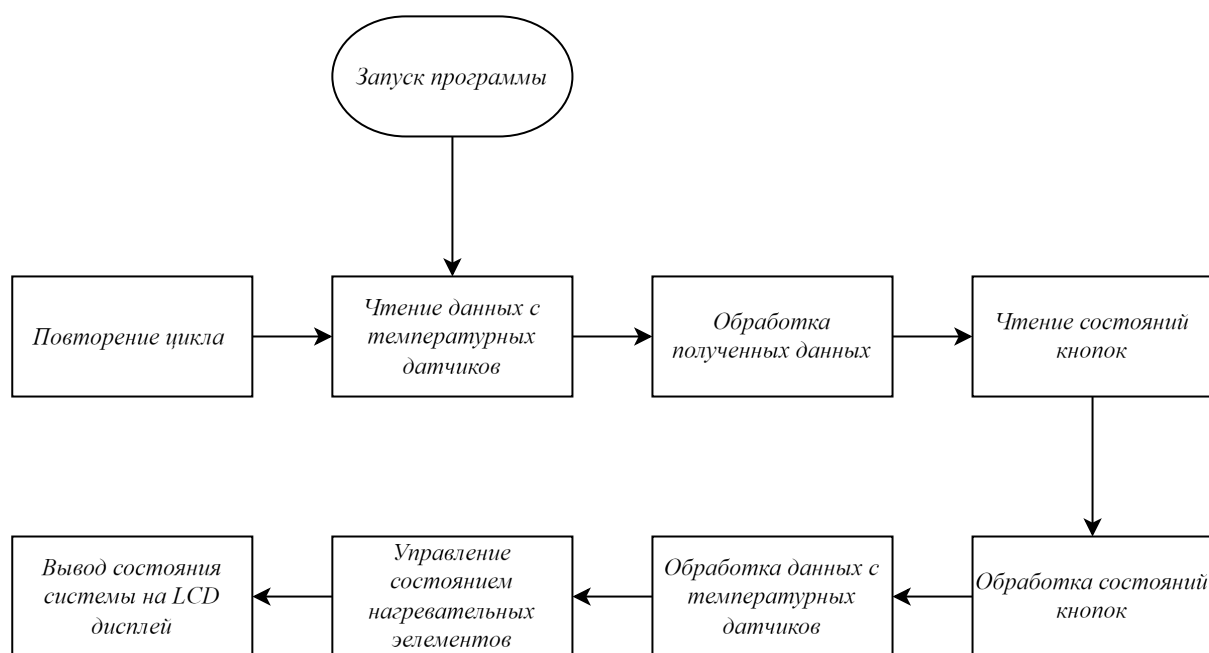 Запуск программы
Повторение цикла
Чтение данных с
температурных
датчиков
Обработка
полученных данных
Чтение состояний
кнопок
Вывод состояния
системы на LCD
дисплей
Управление
состоянием
нагревательных
эелементов
Обработка данных с
температурных
датчиков
Обработка состояний
кнопок